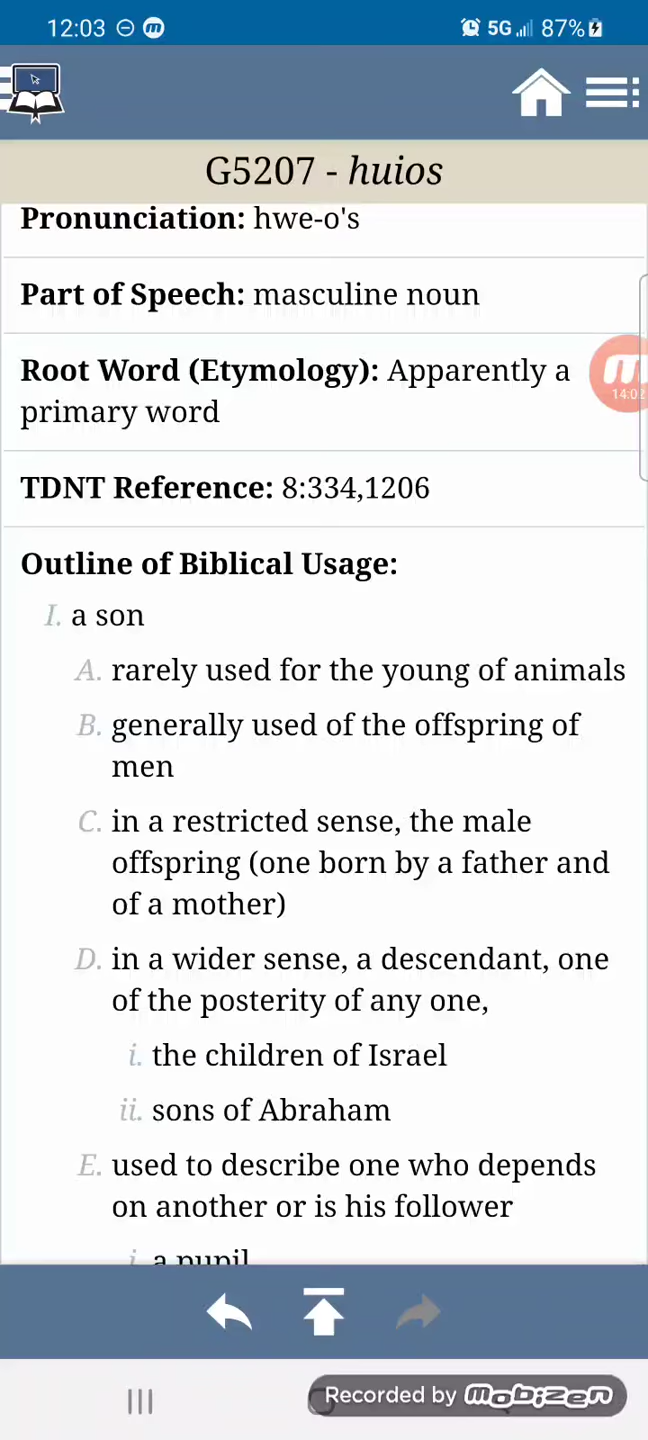 12:03
5G 87%
G5207 - huios
Pronunciation: hwe-o's
Part of Speech: masculine noun
Root Word (Etymology): Apparently a
primary word
14:02
TDNT Reference: 8:334,1206
Outline of Biblical Usage:
I. a son
A. rarely used for the young of animals
B. generally used of the offspring of
men
C. in a restricted sense, the male
offspring (one born by a father and
of a mother)
D. in a wider sense, a descendant, one
of the posterity of any one,
i. the children of Israel
ii. sons of Abraham
E. used to describe one who depends
on another or is his follower
i. a pupil
Recorded by mobizen